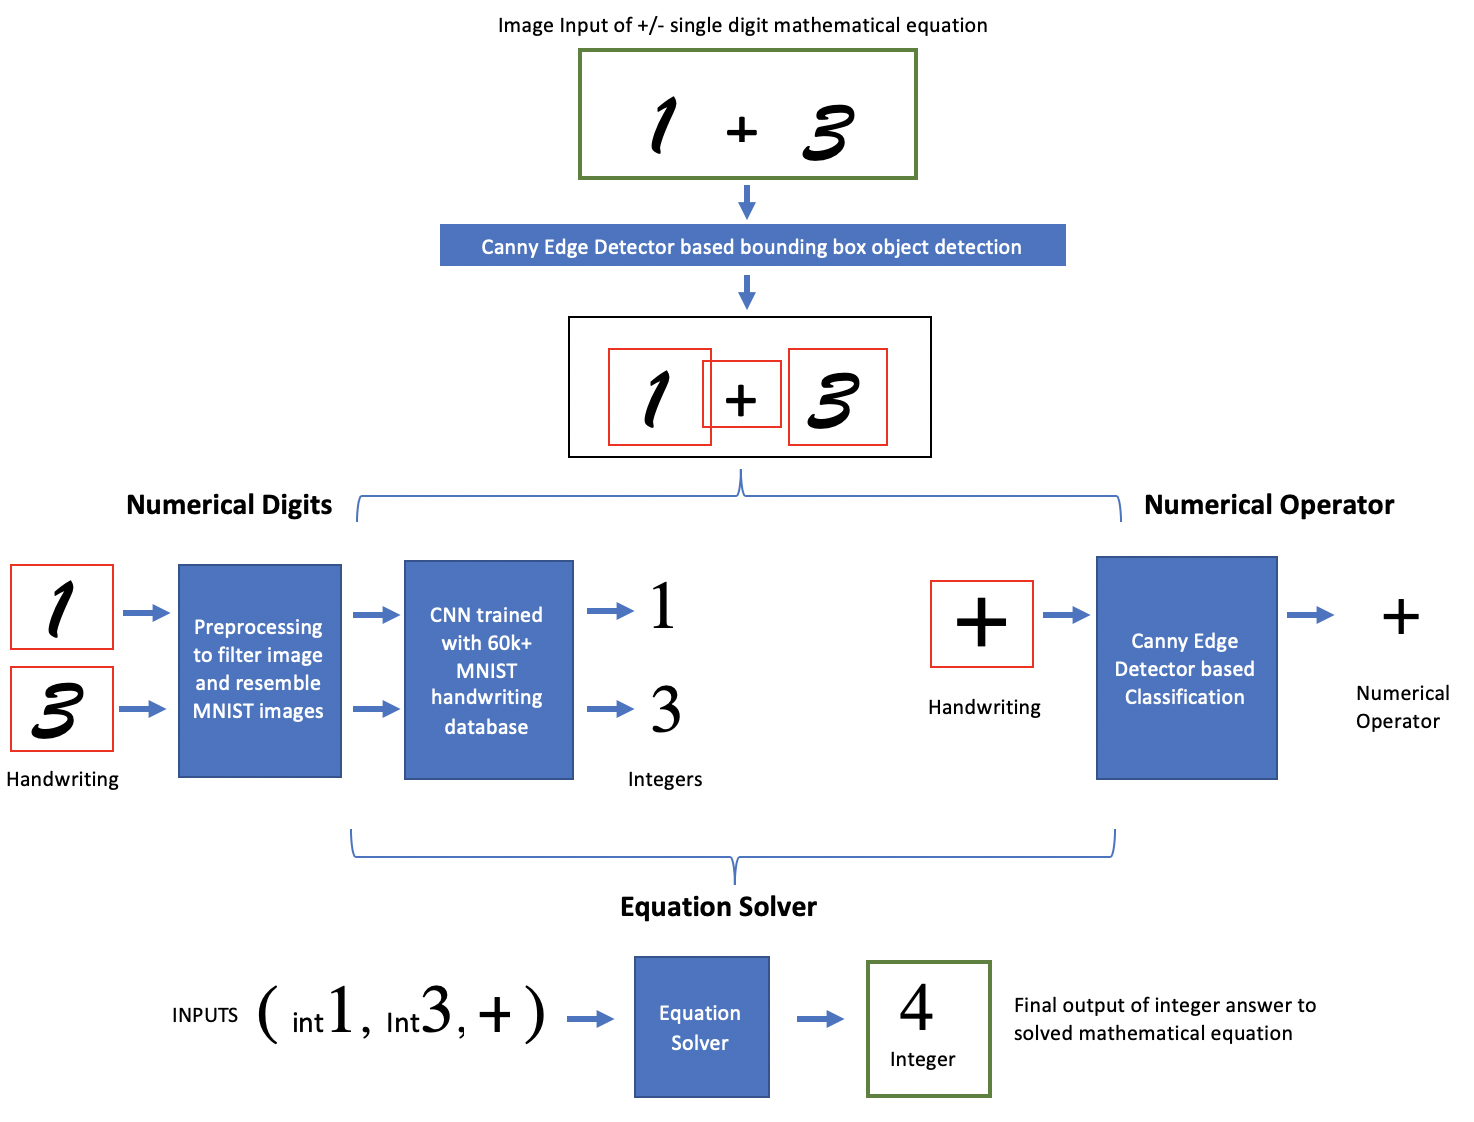 Image Input of +/- single digit mathematical equation
1 + 3
Canny Edge Detector based bounding box object detection
1 + 3
Numerical Digits
Numerical Operator
1
3
Handwriting
Preprocessing
to filter image
and resemble
MNIST images
CNN trained
with 60k+
MNIST
handwriting
database
1
3
Integers
+
Handwriting
Canny Edge
Detector based
Classification
+
Numerical
Operator
Equation Solver
INPUTS ( int1, Int3, + )
Equation
Solver
4
Integer
Final output of integer answer to
solved mathematical equation